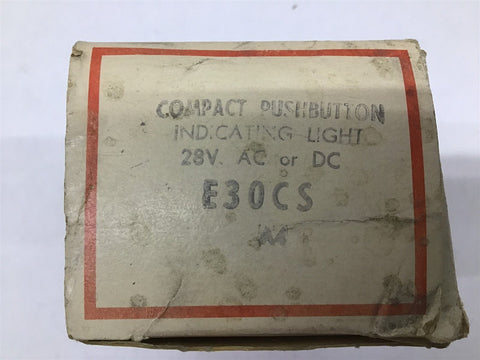 COMPACT PUSHBUTTON
INDICATING LIGHT
28V. AC or DC
E30CS